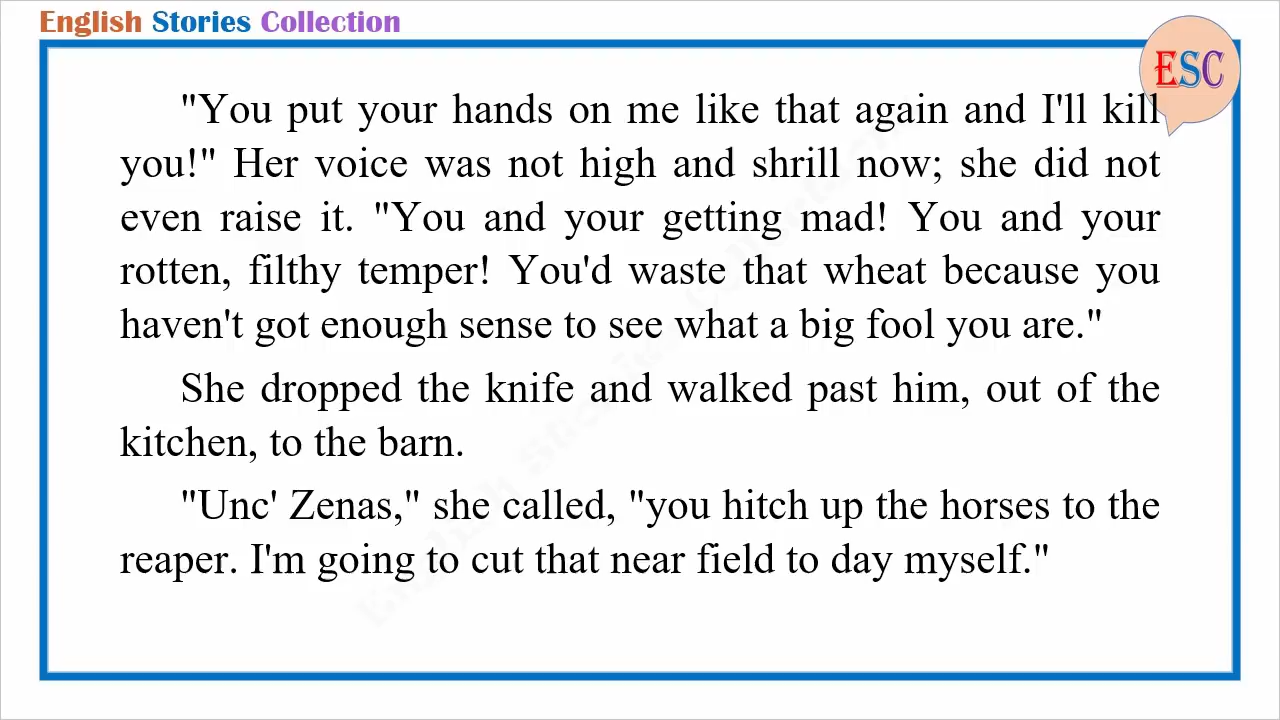 English Stories Collection
ESC
"You put your hands on me like that again and I'll kill
you!" Her voice was not high and shrill now; she did not
even raise it. "You and your getting mad! You and your
rotten, filthy temper! You'd waste that wheat because you
haven't got enough sense to see what a big fool you are."
She dropped the knife and walked past him, out of the
kitchen, to the barn.
"Unc' Zenas," she called, "you hitch up the horses to the
reaper. I'm going to cut that near field to day myself."